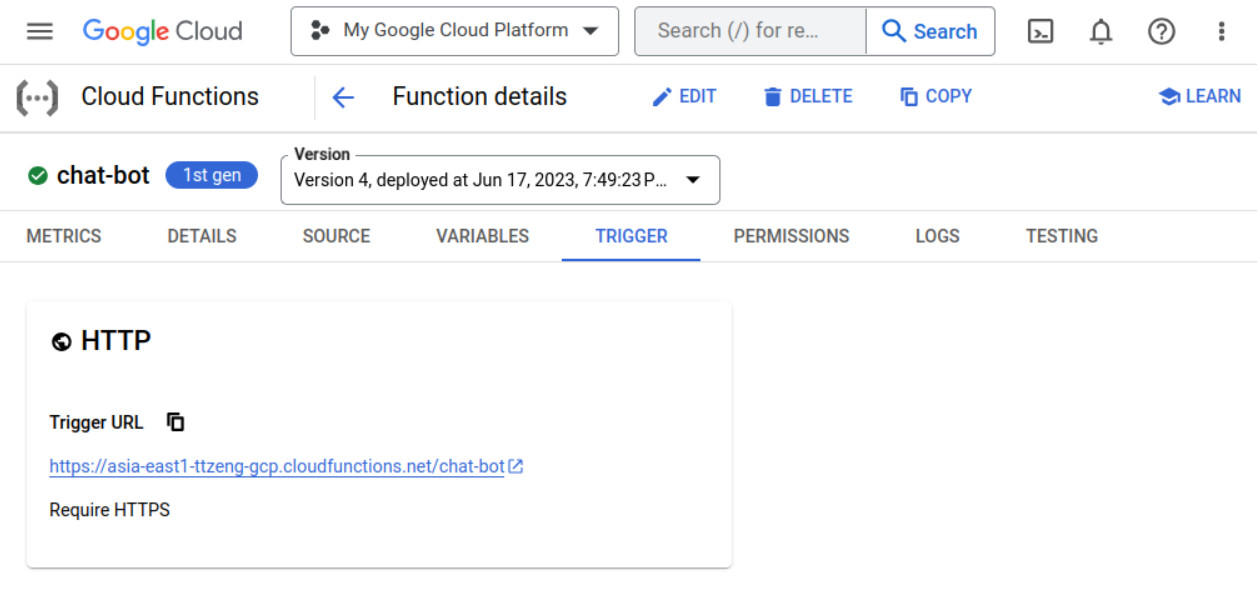 Google Cloud My Google Cloud Platform Search (/) for re... Search
Cloud Functions Function details EDIT DELETE COPY LEARN
chat-bot 1st gen Version
Version 4, deployed at Jun 17, 2023, 7:49:23 P...
METRICS DETAILS SOURCE VARIABLES TRIGGER PERMISSIONS LOGS TESTING
HTTP
Trigger URL
https://asia-east1-ttzeng-gcp.cloudfunctions.net/chat-bot
Require HTTPS